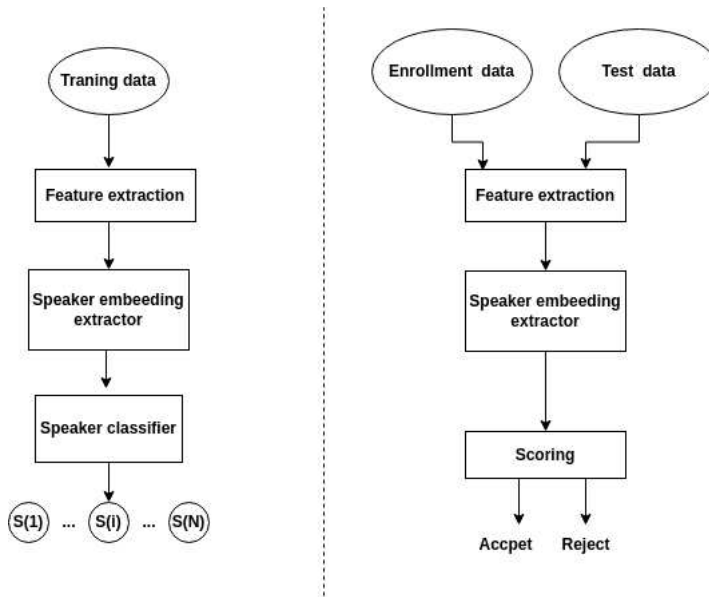 Traning data
Feature extraction
Speaker embeeding
extractor
Speaker classifier
S(1) ... S(i) ... S(N)
Enrollment data
Test data
Feature extraction
Speaker embeeding
extractor
Scoring
Accpet
Reject